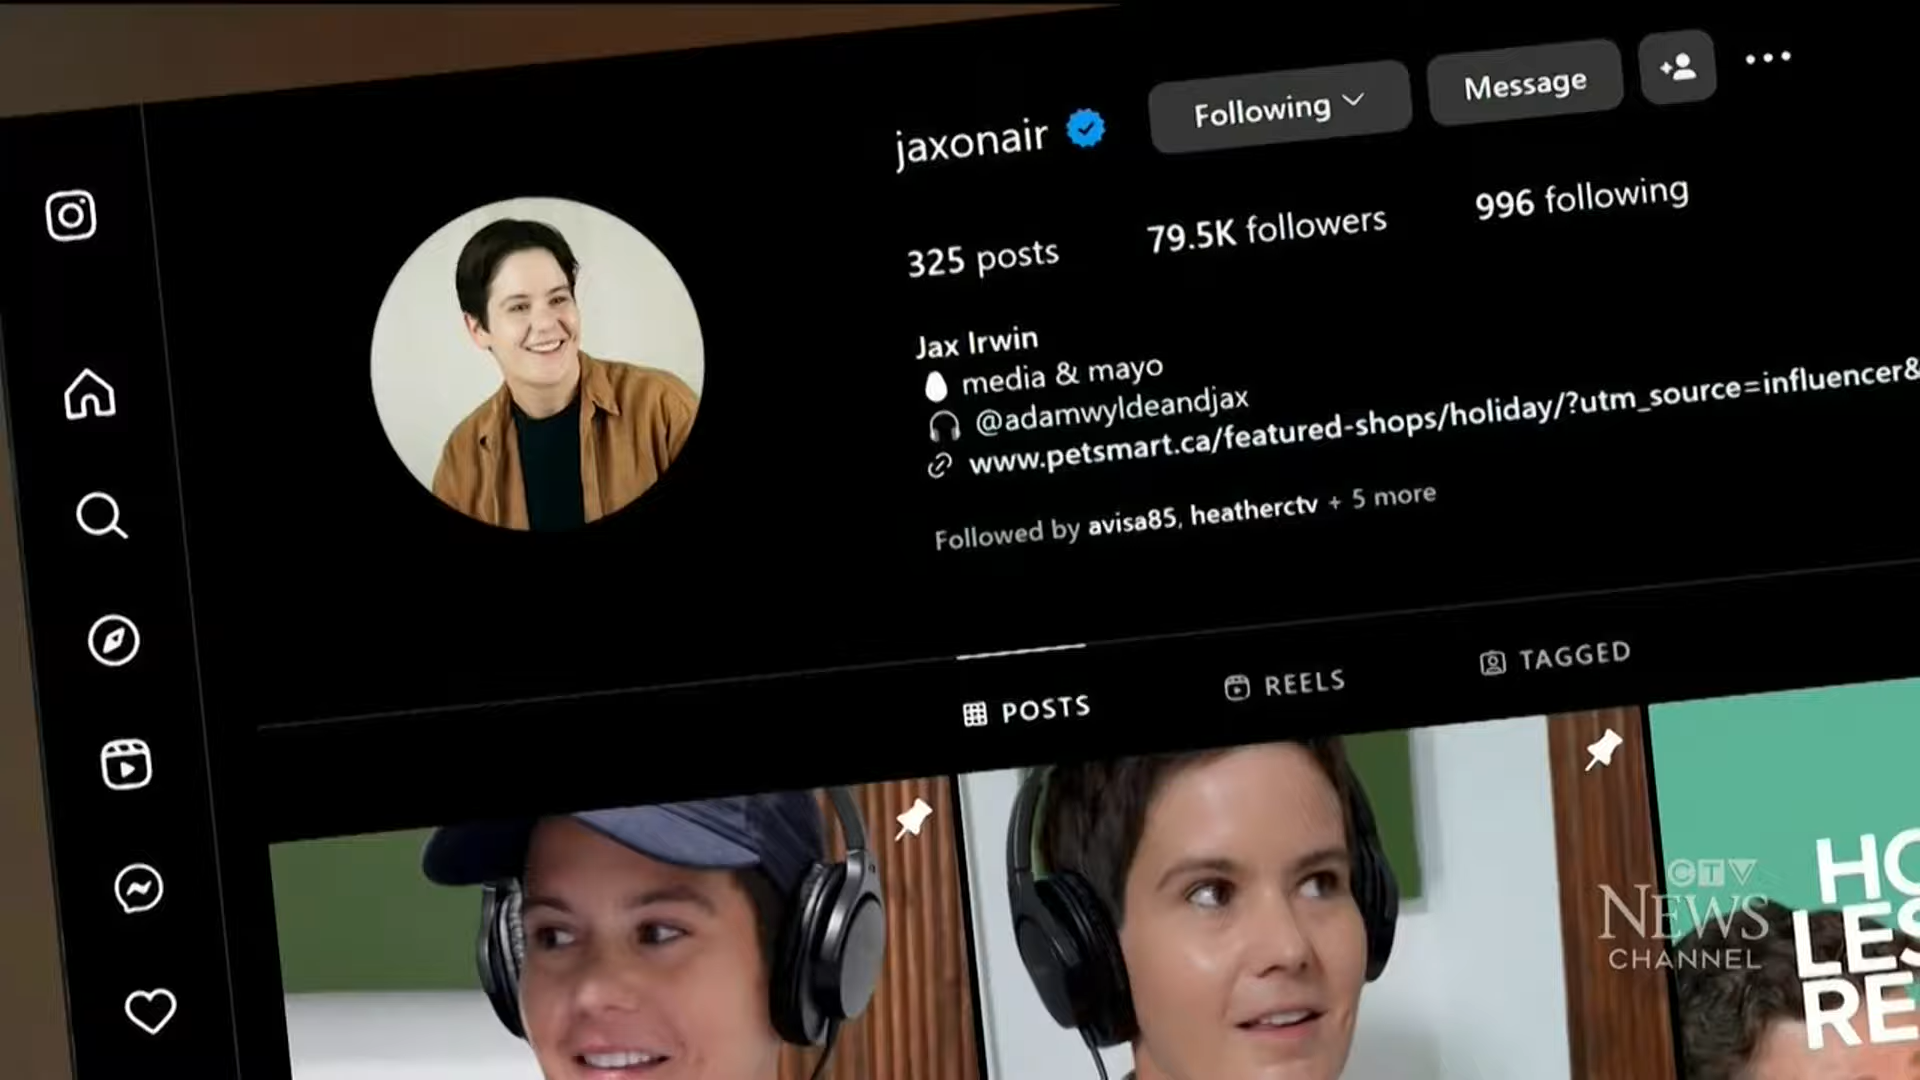 jaxonair
Following
Message
325 posts
79.5K followers
996 following
Jax Irwin
media & mayo
@adamwyldeandjax
www.petsmart.ca/featured-shops/holiday/?utm_source=influencer&
Followed by avisa85, heatherctv + 5 more
POSTS
REELS
TAGGED
HO
LES
RE
CTV
NEWS
CHANNEL